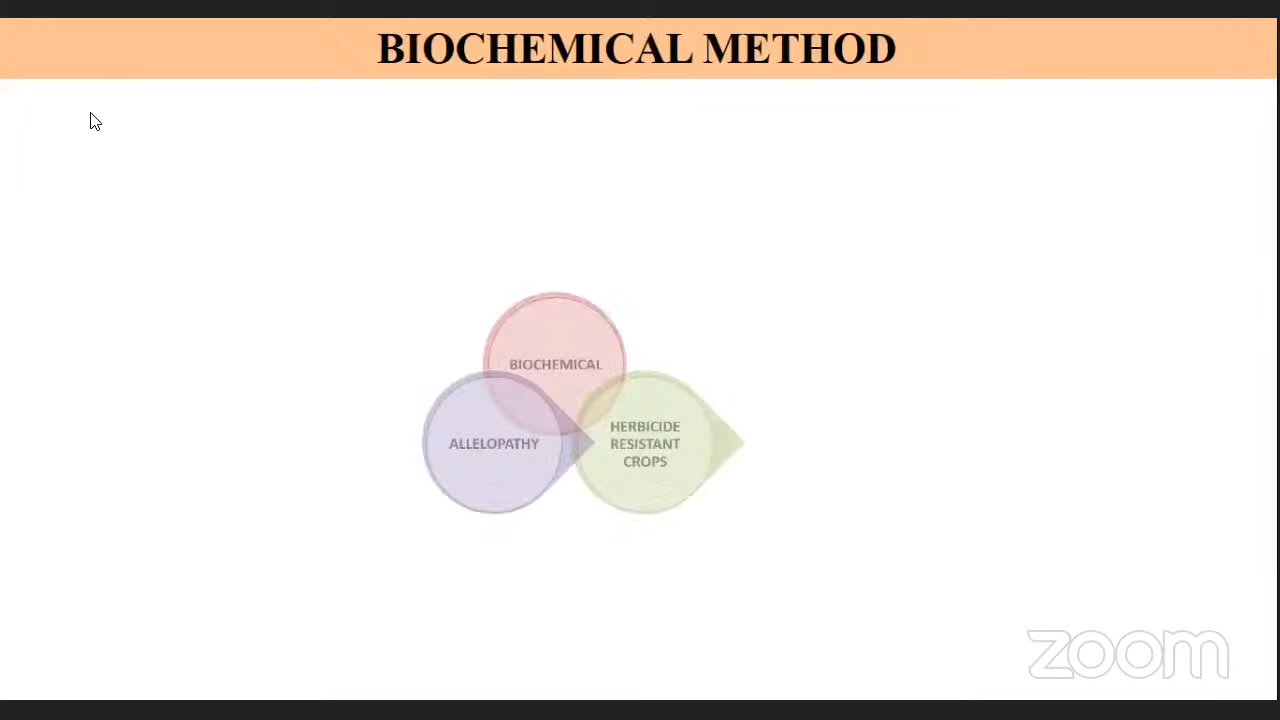 BIOCHEMICAL METHOD
BIOCHEMICAL
ALLELOPATHY
HERBICIDE
RESISTANT
CROPS
zoom